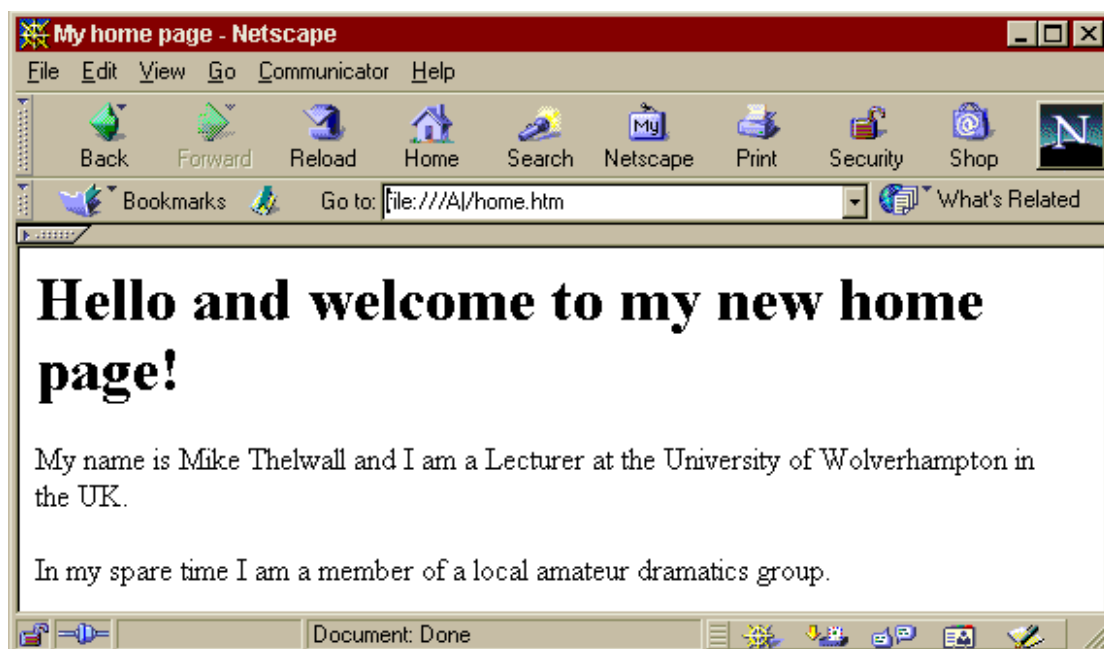 My home page - Netscape
File Edit View Go Communicator Help
Back Forward Reload Home Search My Netscape Print Security Shop N
Bookmarks Go to: file:///A|/home.htm What's Related
Hello and welcome to my new home
page!
My name is Mike Thelwall and I am a Lecturer at the University of Wolverhampton in
the UK.
In my spare time I am a member of a local amateur dramatics group.
Document: Done